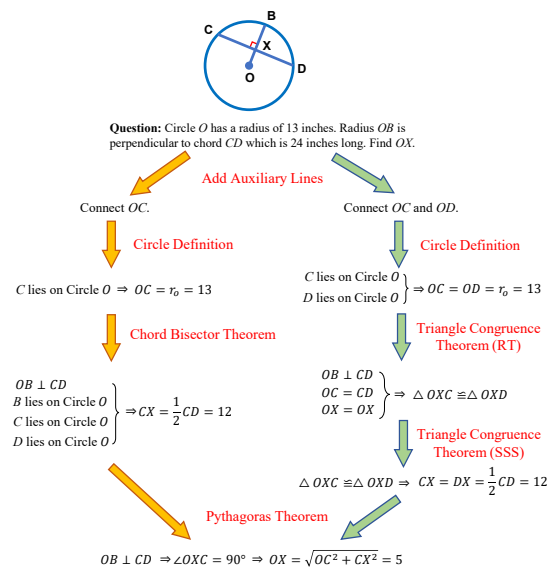 B
C
X
D
O
Question: Circle O has a radius of 13 inches. Radius OB is
perpendicular to chord CD which is 24 inches long. Find OX.
Add Auxiliary Lines
Connect OC.
Connect OC and OD.
Circle Definition
Circle Definition
C lies on Circle O ⇒ OC = r₀ = 13
C lies on Circle O
D lies on Circle O
⇒ OC = OD = r₀ = 13
Chord Bisector Theorem
Triangle Congruence
Theorem (RT)
OB ⊥ CD
B lies on Circle O
C lies on Circle O
D lies on Circle O
⇒ CX = 1/2 CD = 12
OB ⊥ CD
OC = CD
OX = OX
⇒ △ OXC ≌△ OXD
Triangle Congruence
Theorem (SSS)
△ OXC ≌△ OXD ⇒ CX = DX = 1/2 CD = 12
Pythagoras Theorem
OB ⊥ CD ⇒∠OXC = 90° ⇒ OX = √(OC² + CX²) = 5